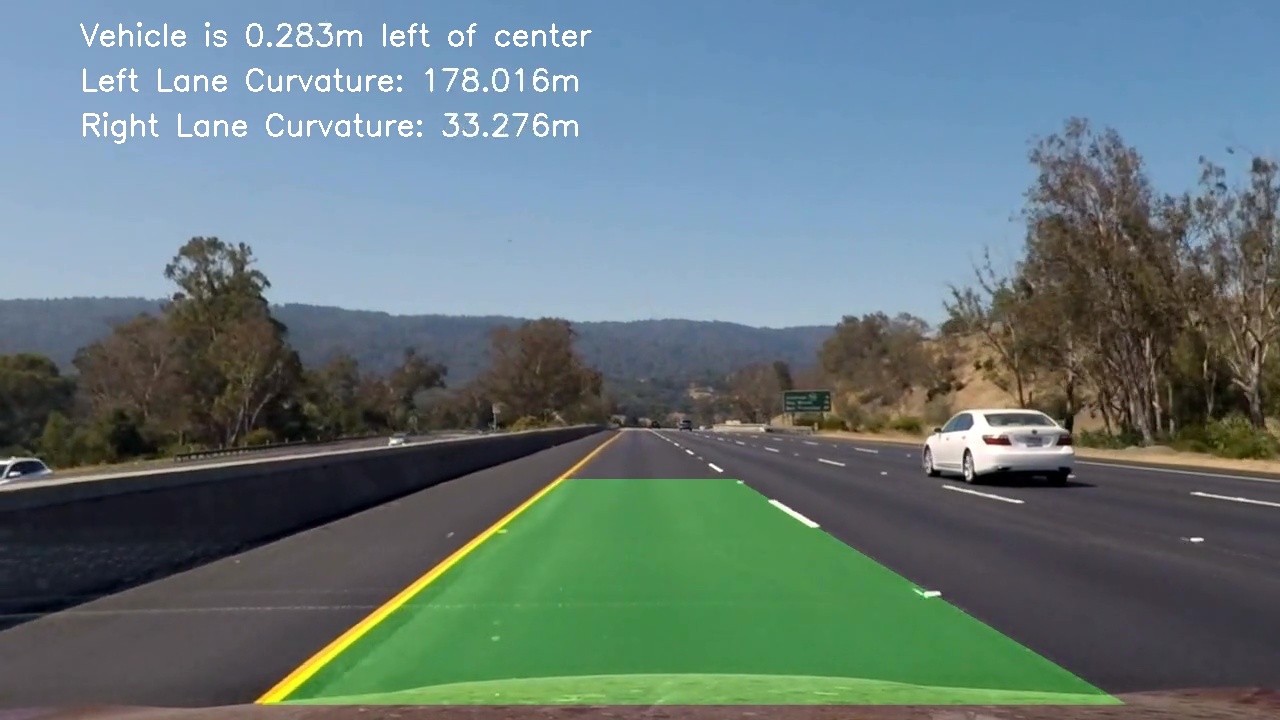 Vehicle is 0.283m left of center
Left Lane Curvature: 178.016m
Right Lane Curvature: 33.276m